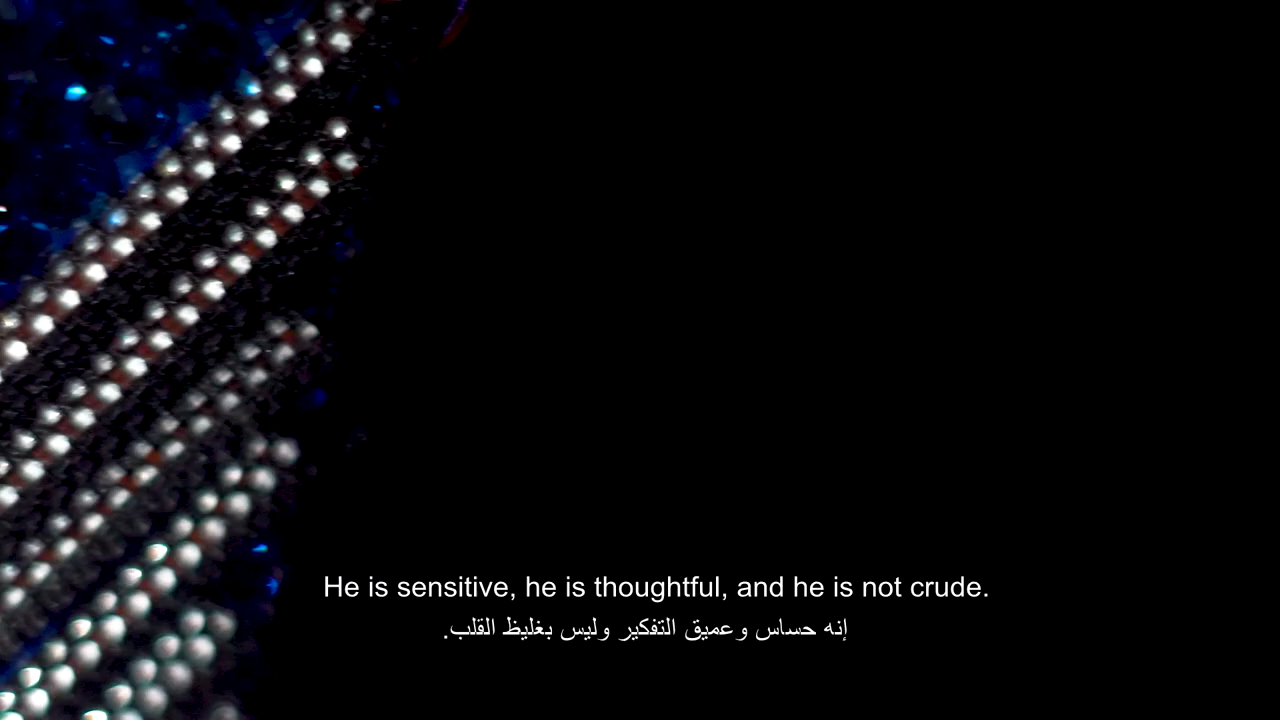 He is sensitive, he is thoughtful, and he is not crude.
إنه حساس وعميق التفكير وليس بغليظ القلب.